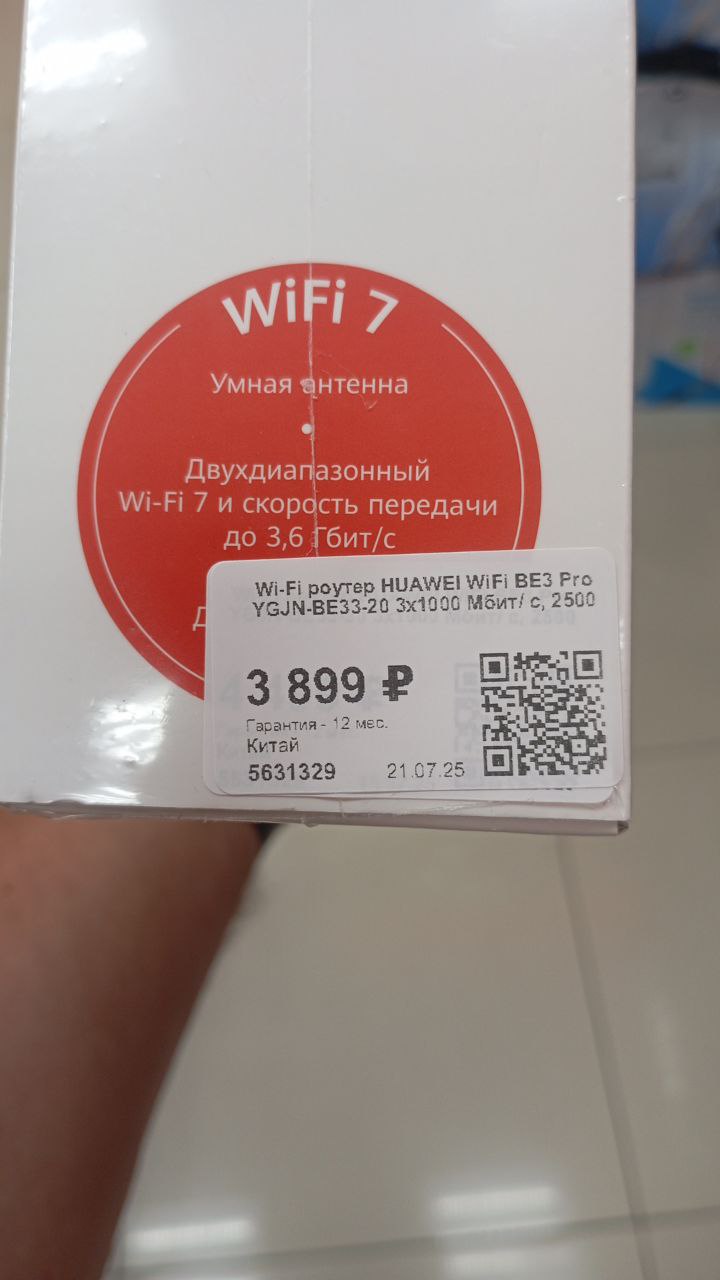 WiFi 7
Умная антенна
Двухдиапазонный
Wi-Fi 7 и скорость передачи
до 3,6 Гбит/с
Wi-Fi роутер HUAWEI WiFi BE3 Pro
YGJN-BE33-20 3x1000 Мбит/ с, 2500
3 899 ₽
Гарантия - 12 мес.
Китай
5631329
21.07.25